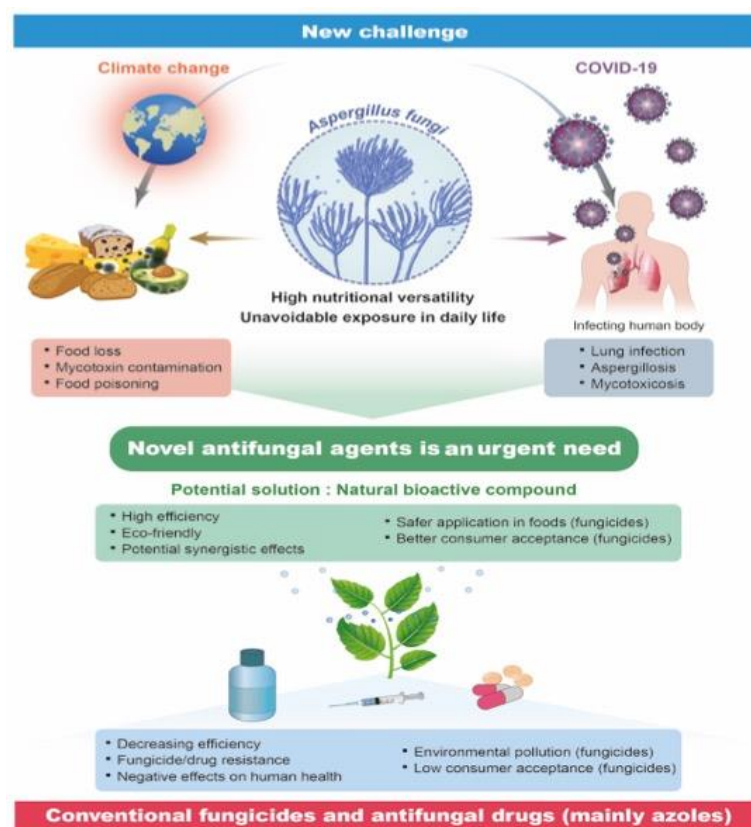 New challenge
Climate change
COVID-19
Aspergillus fungi
High nutritional versatility
Unavoidable exposure in daily life
Infecting human body
• Food loss
• Mycotoxin contamination
• Food poisoning
• Lung infection
• Aspergillosis
• Mycotoxicosis
Novel antifungal agents is an urgent need
Potential solution : Natural bioactive compound
• High efficiency
• Eco-friendly
• Potential synergistic effects
• Safer application in foods (fungicides)
• Better consumer acceptance (fungicides)
• Decreasing efficiency
• Fungicide/drug resistance
• Negative effects on human health
• Environmental pollution (fungicides)
• Low consumer acceptance (fungicides)
Conventional fungicides and antifungal drugs (mainly azoles)